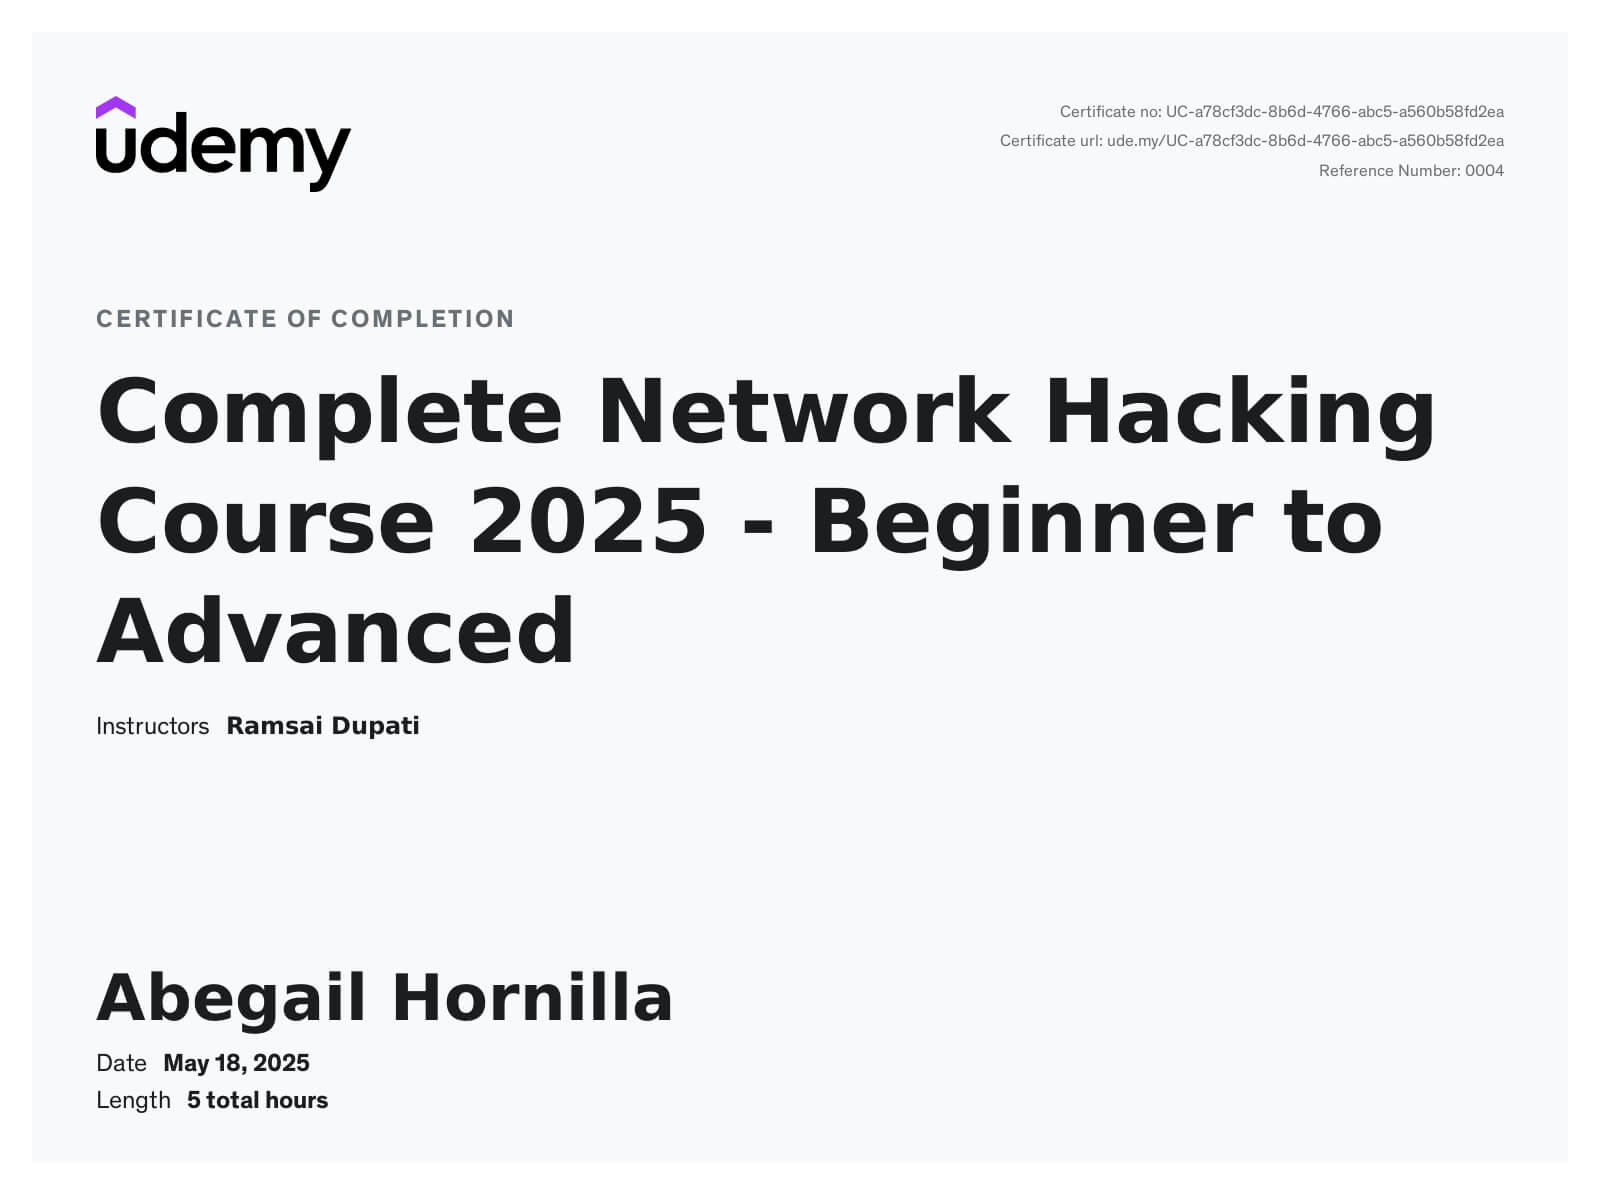 udemy
Certificate no: UC-a78cf3dc-8b6d-4766-abc5-a560b58fd2ea
Certificate url: ude.my/UC-a78cf3dc-8b6d-4766-abc5-a560b58fd2ea
Reference Number: 0004
CERTIFICATE OF COMPLETION
Complete Network Hacking
Course 2025 - Beginner to
Advanced
Instructors Ramsai Dupati
Abegail Hornilla
Date May 18, 2025
Length 5 total hours